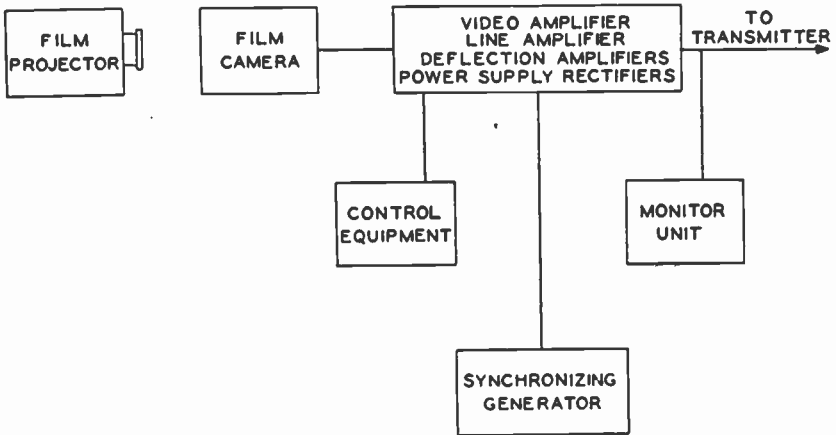 FILM
PROJECTOR
FILM
CAMERA
VIDEO AMPLIFIER
LINE AMPLIFIER
DEFLECTION AMPLIFIERS
POWER SUPPLY RECTIFIERS
TO
TRANSMITTER
CONTROL
EQUIPMENT
MONITOR
UNIT
SYNCHRONIZING
GENERATOR